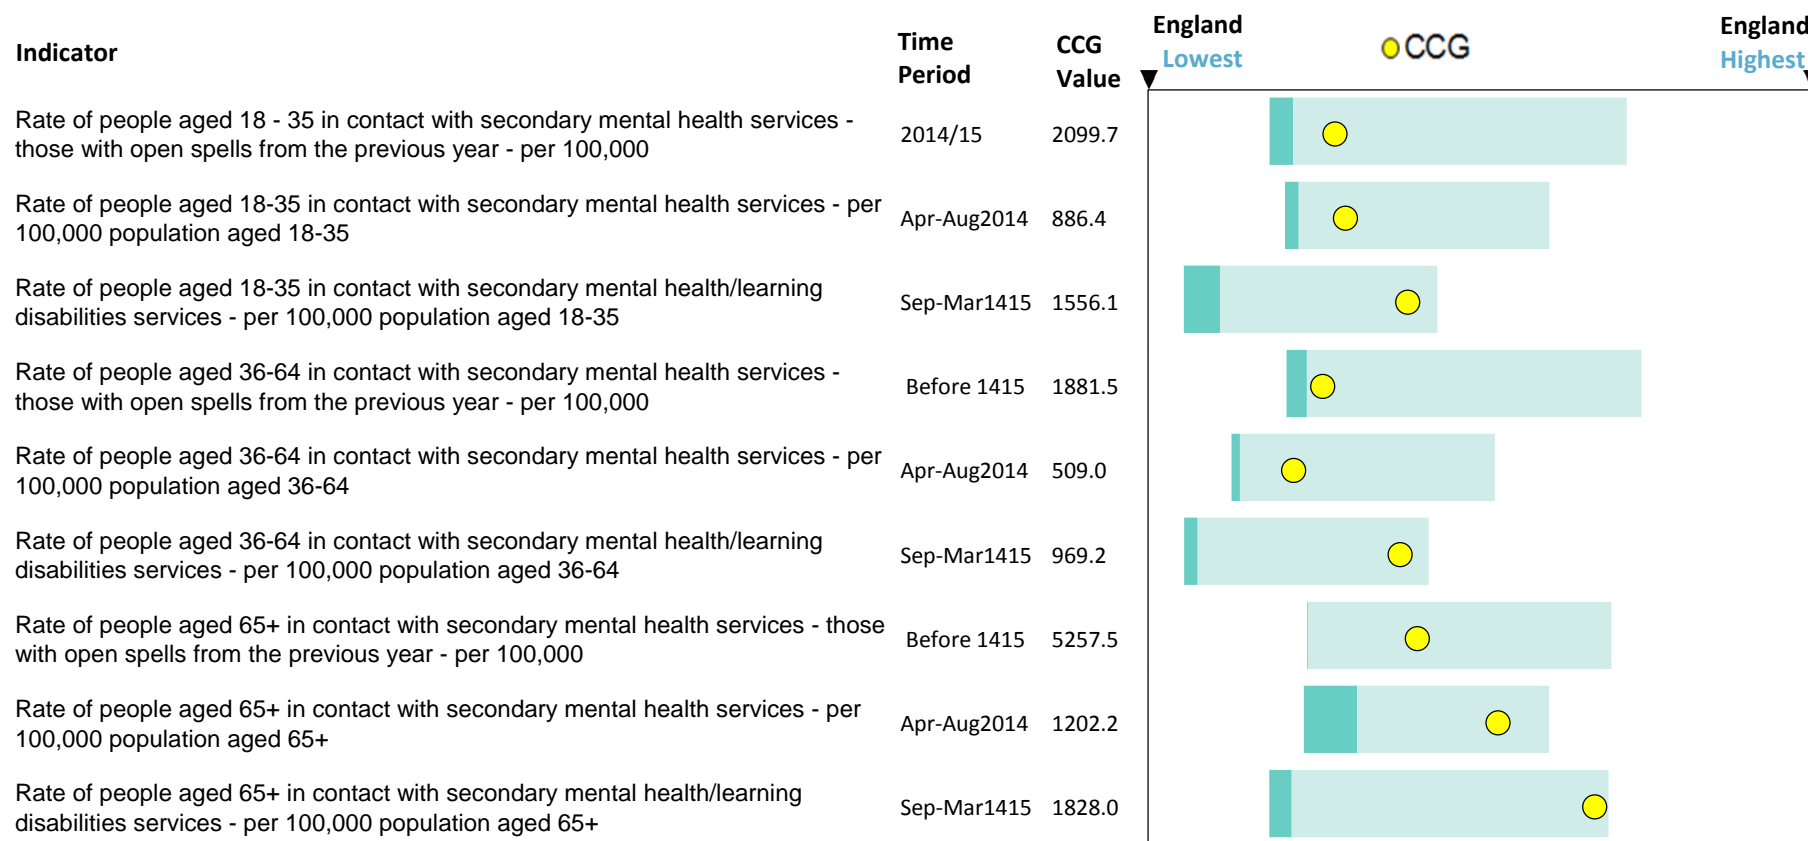 Indicator
Time
Period
CCG
Value
England
Lowest
CCG
England
Highest
Rate of people aged 18 - 35 in contact with secondary mental health services -
those with open spells from the previous year - per 100,000
2014/15 2099.7
Rate of people aged 18-35 in contact with secondary mental health services - per
100,000 population aged 18-35
Apr-Aug2014 886.4
Rate of people aged 18-35 in contact with secondary mental health/learning
disabilities services - per 100,000 population aged 18-35
Sep-Mar1415 1556.1
Rate of people aged 36-64 in contact with secondary mental health services -
those with open spells from the previous year - per 100,000
Before 1415 1881.5
Rate of people aged 36-64 in contact with secondary mental health services - per
100,000 population aged 36-64
Apr-Aug2014 509.0
Rate of people aged 36-64 in contact with secondary mental health/learning
disabilities services - per 100,000 population aged 36-64
Sep-Mar1415 969.2
Rate of people aged 65+ in contact with secondary mental health services - those
with open spells from the previous year - per 100,000
Before 1415 5257.5
Rate of people aged 65+ in contact with secondary mental health services - per
100,000 population aged 65+
Apr-Aug2014 1202.2
Rate of people aged 65+ in contact with secondary mental health/learning
disabilities services - per 100,000 population aged 65+
Sep-Mar1415 1828.0